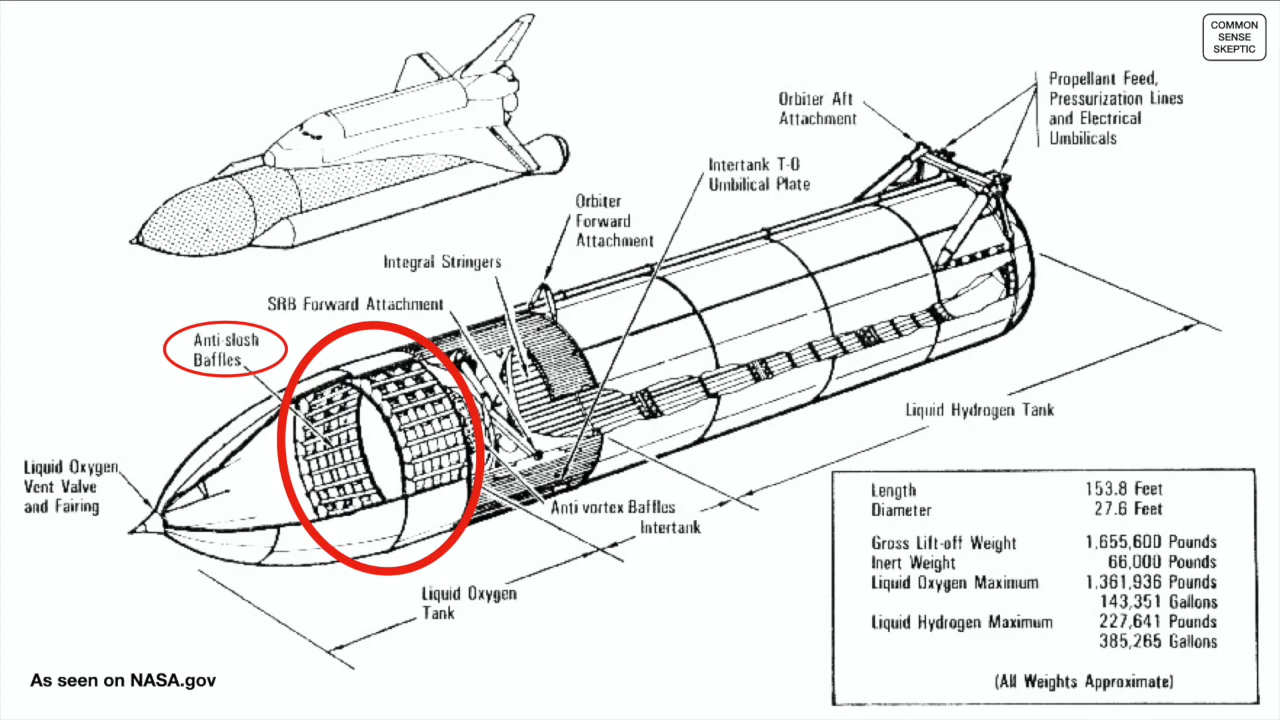 COMMON
SENSE
SKEPTIC
Propellant Feed,
Pressurization Lines
and Electrical
Umbilicals
Orbiter Aft
Attachment
Intertank T-0
Umbilical Plate
Orbiter
Forward
Attachment
Integral Stringers
SRB Forward Attachment
Anti-slosh
Baffles
Liquid Hydrogen Tank
Liquid Oxygen
Vent Valve
and Fairing
Anti vortex Baffles
Intertank
Liquid Oxygen
Tank
Length 153.8 Feet
Diameter 27.6 Feet
Gross Lift-off Weight 1,655,600 Pounds
Inert Weight 66,000 Pounds
Liquid Oxygen Maximum 1.361,936 Pounds
143,351 Gallons
Liquid Hydrogen Maximum 227,641 Pounds
385,265 Gallons
(All Weights Approximate)
As seen on NASA.gov